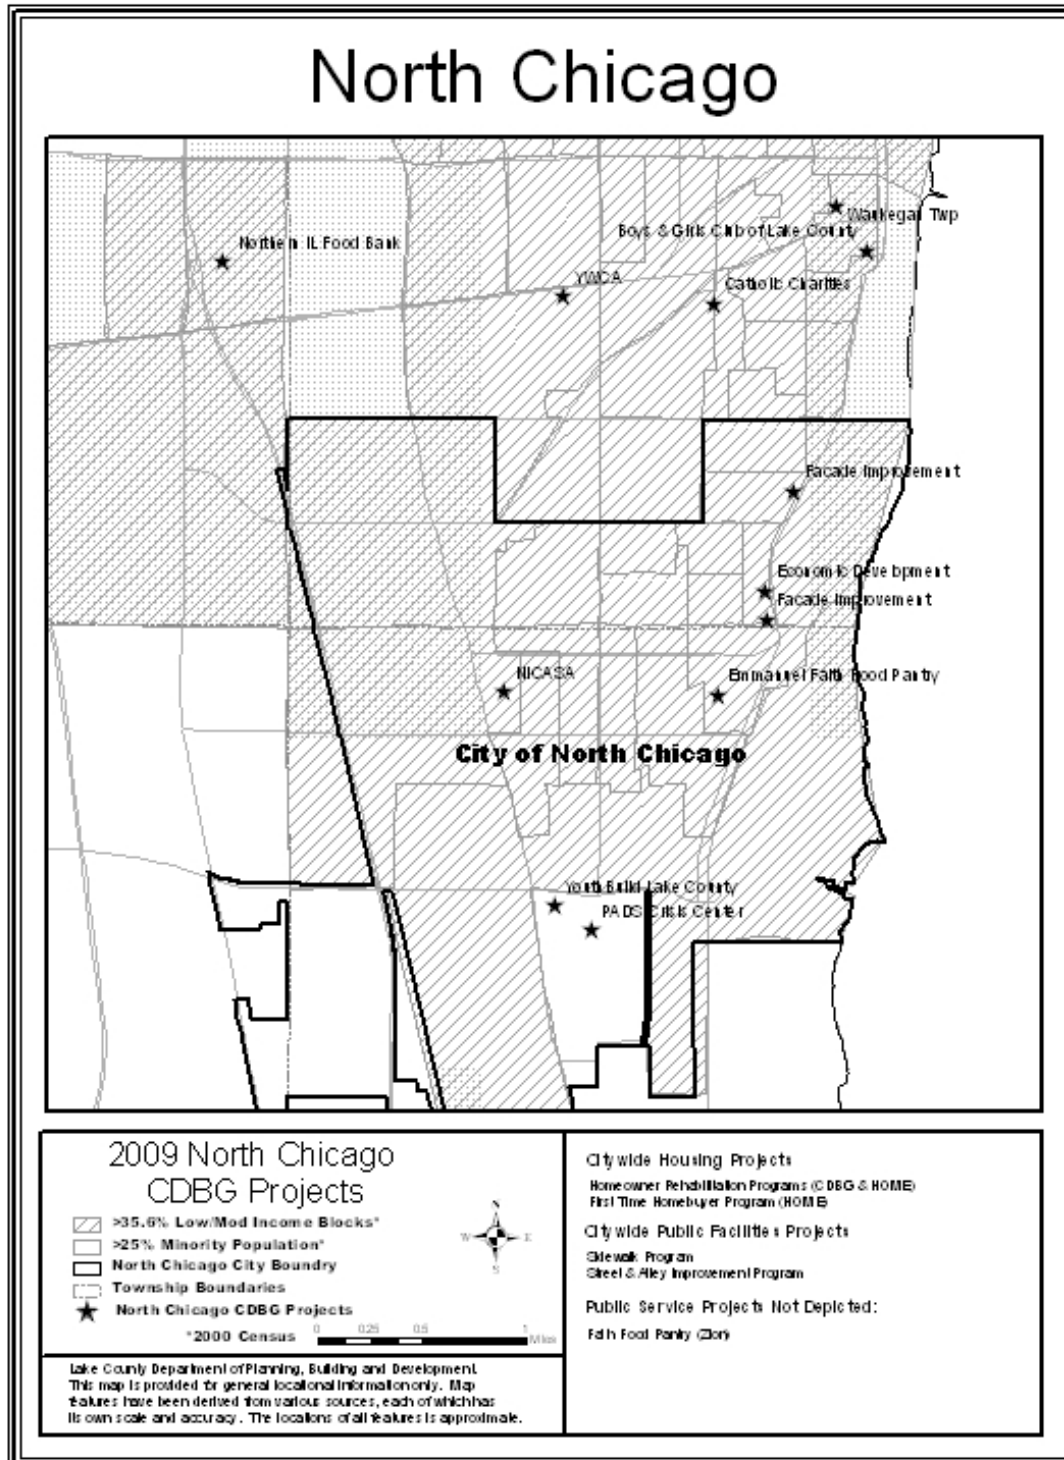 North Chicago
Waukegan Twp
Boys & Girls Club of Lake County
Northern IL Food Bank
YWCA
Catholic Charities
Facade Improvement
Economic Development
Facade Improvement
NICASA
Emmanuel Faith Food Pantry
City of North Chicago
Youth Build Lake County
PADS Crisis Center
2009 North Chicago
CDBG Projects
>35.6% Low/Mod Income Blocks*
>25% Minority Population*
North Chicago City Boundry
Township Boundaries
North Chicago CDBG Projects
*2000 Census
0 0.25 0.5 1
Miles
N
W E
S
Lake County Department of Planning, Building and Development.
This map is provided for general locational information only. Map
features have been derived from various sources, each of which has
its own scale and accuracy. The locations of all features is approximate.
Citywide Housing Projects
Homeowner Rehabilitation Programs (CDBG & HOME)
First Time Homebuyer Program (HOME)
Citywide Public Facilities Projects
Sidewalk Program
Street & Alley Improvement Program
Public Service Projects Not Depicted:
Faith Food Pantry (Zion)